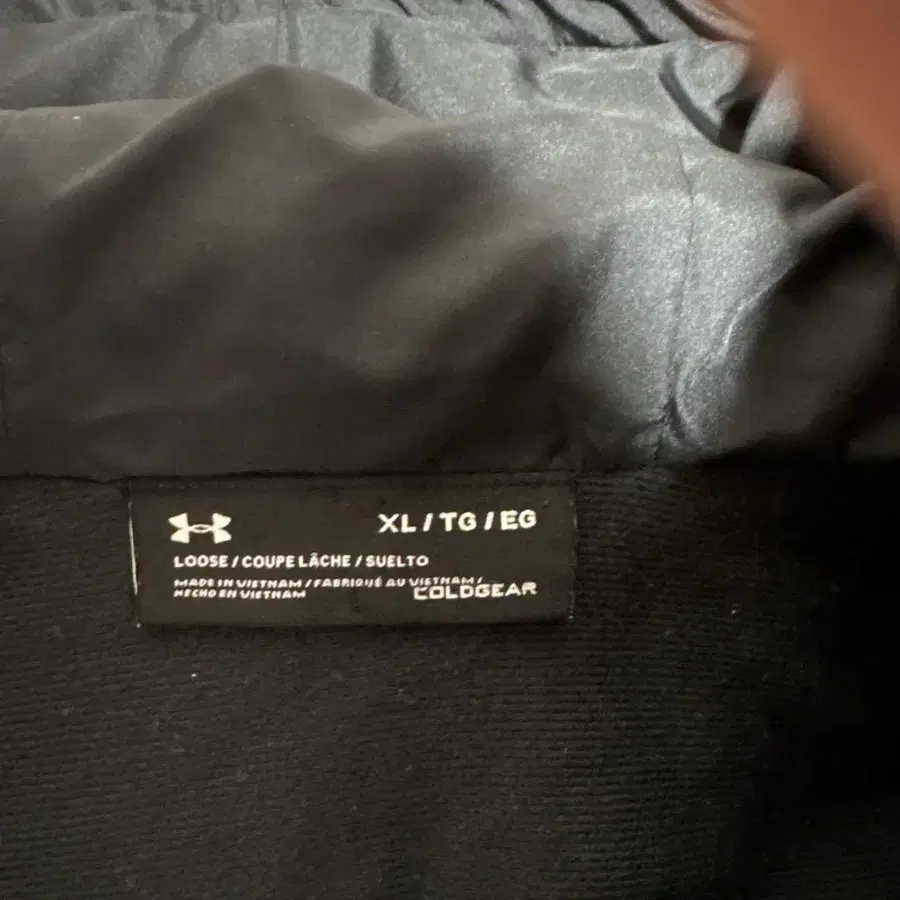 XL / TG / EG
LOOSE / COUPE LÂCHE / SUELTO
MADE IN VIETNAM / FABRIQUÉ AU VIETNAM /
HECHO EN VIETNAM
COLDGEAR